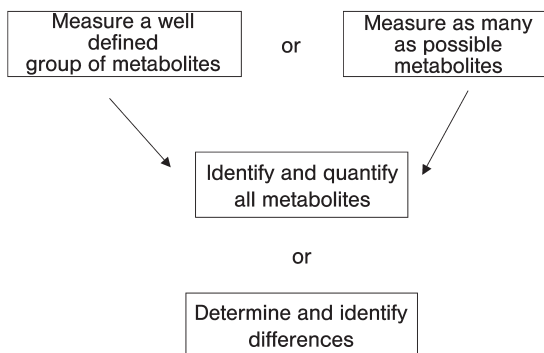 Measure a well
defined
group of metabolites
or
Measure as many
as possible
metabolites
Identify and quantify
all metabolites
or
Determine and identify
differences